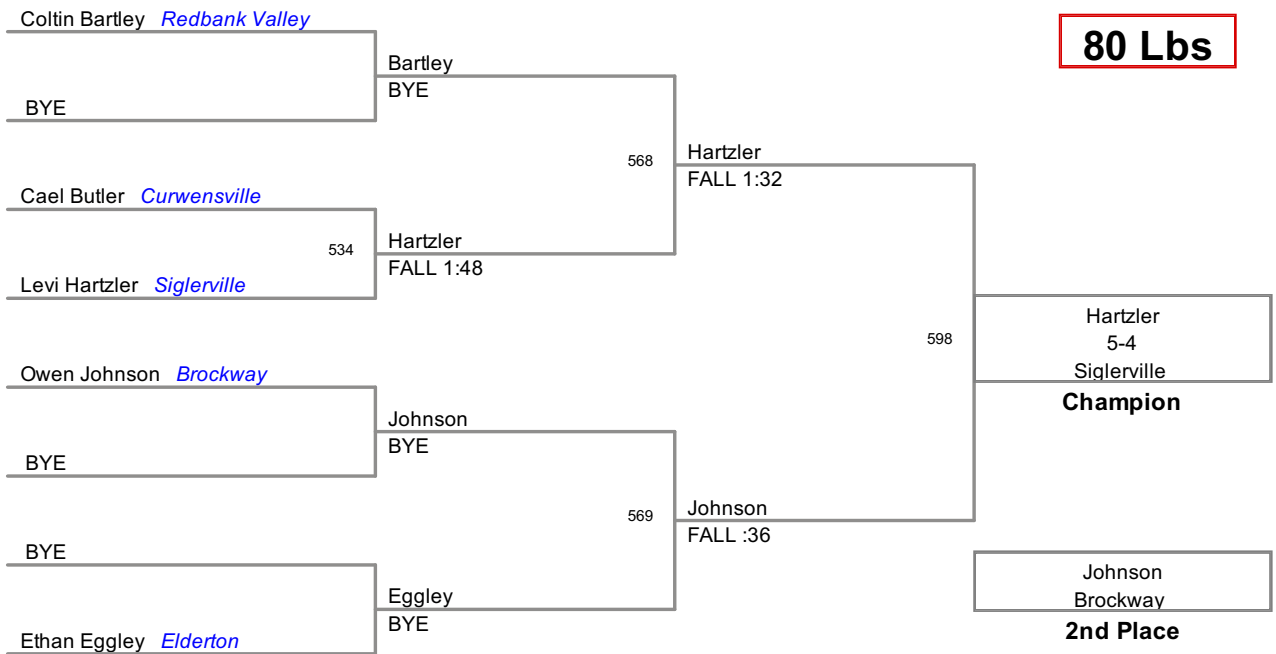 Coltin Bartley Redbank Valley
80 Lbs
Bartley
BYE
BYE
568
Hartzler
FALL 1:32
Cael Butler Curwensville
534
Hartzler
FALL 1:48
Levi Hartzler Siglerville
598
Hartzler
5-4
Siglerville
Champion
Owen Johnson Brockway
Johnson
BYE
BYE
569
Johnson
FALL :36
BYE
Johnson
Brockway
2nd Place
Eggley
BYE
Ethan Eggley Elderton